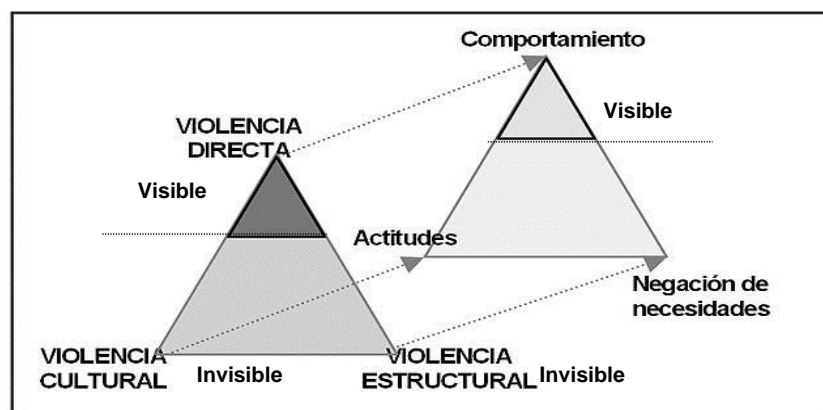 Comportamiento
Visible
VIOLENCIA
DIRECTA
Visible
Actitudes
Negación de
necesidades
VIOLENCIA
CULTURAL
Invisible
VIOLENCIA
ESTRUCTURAL
Invisible